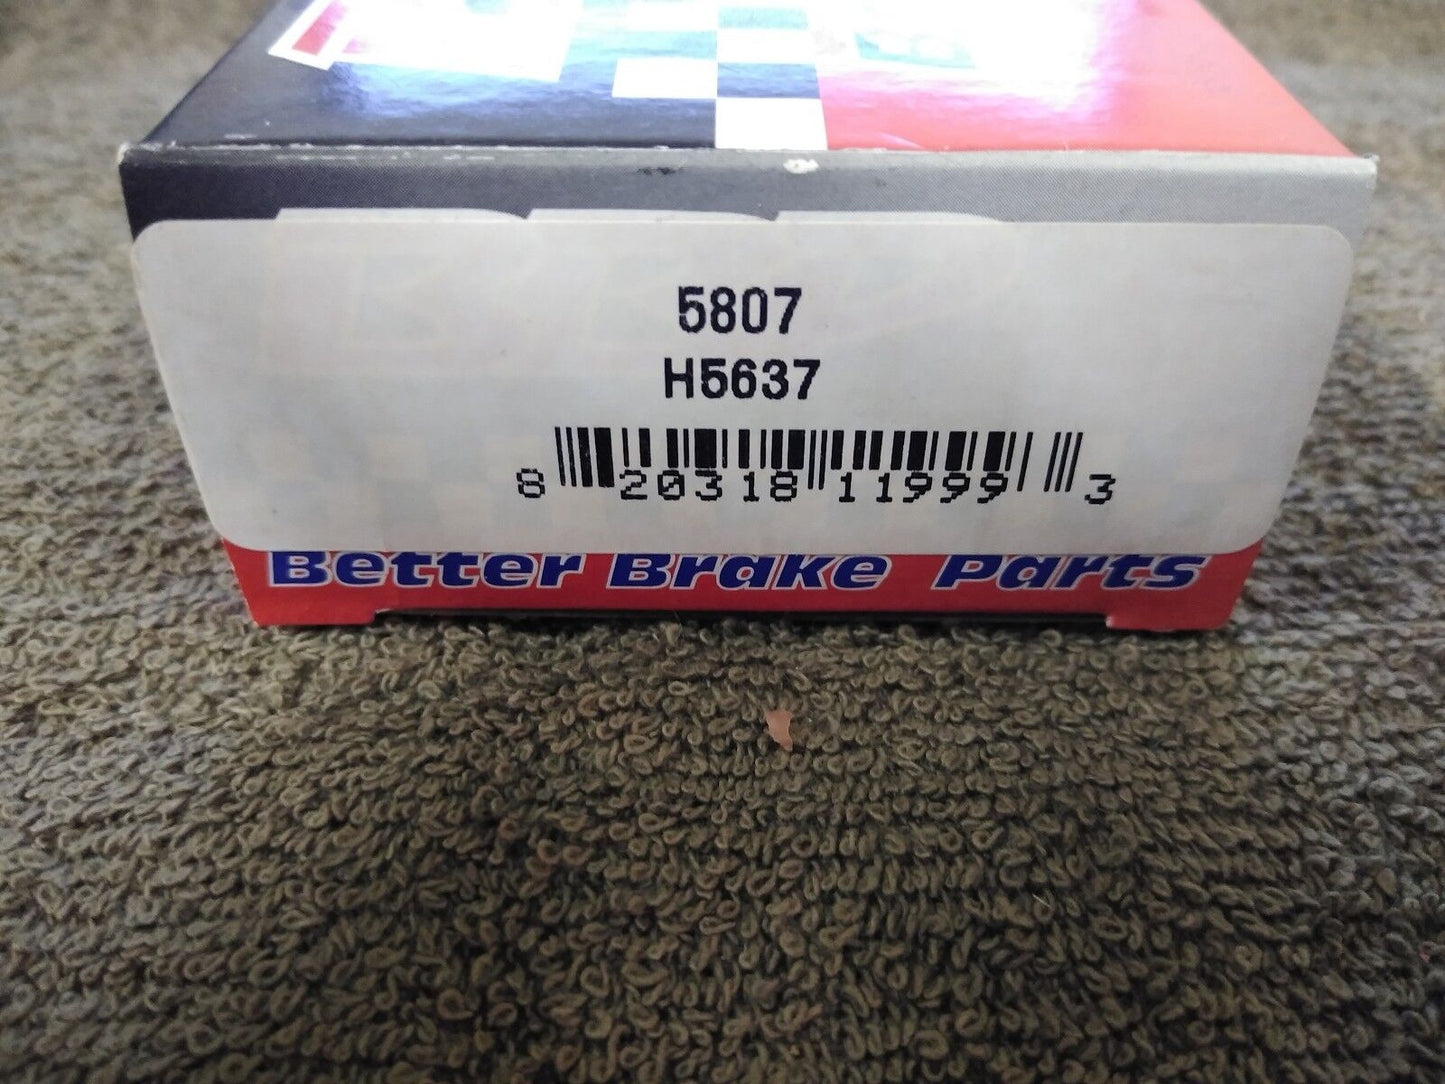 5807
H5637
8 20318 11999 3
Better Brake Parts